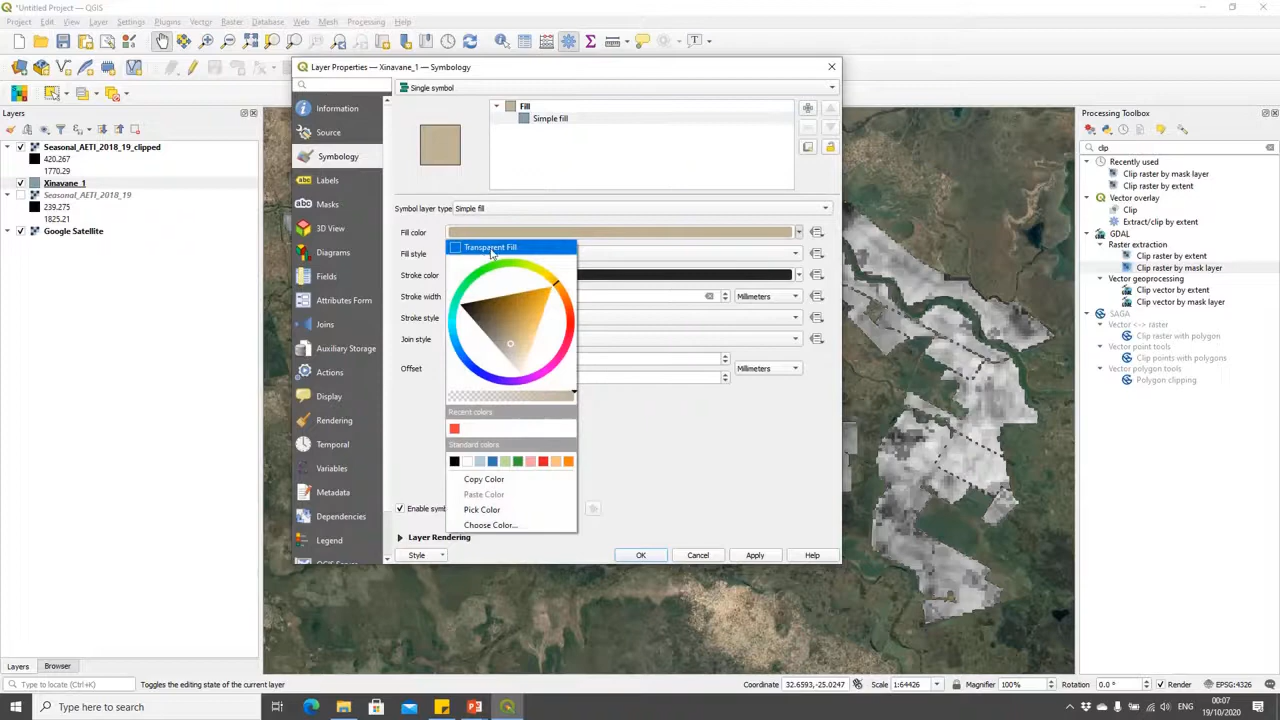 *Untitled Project — QGIS
Project Edit View Layer Settings Plugins Vector Raster Database Web Mesh Processing Help
Layers
Seasonal_AETI_2018_19_clipped
420.267
1770.29
Xinavane_1
Seasonal_AETI_2018_19
239.275
1825.21
Google Satellite
Layers Browser
Layer Properties — Xinavane_1 — Symbology
Information
Source
Symbology
Labels
Masks
3D View
Diagrams
Fields
Attributes Form
Joins
Auxiliary Storage
Actions
Display
Rendering
Temporal
Variables
Metadata
Dependencies
Legend
Single symbol
Fill
Simple fill
Symbol layer type Simple fill
Fill color
Transparent Fill
Fill style
Stroke color
Stroke width Millimeters
Stroke style
Join style
Offset Millimeters
Recent colors
Standard colors
Copy Color
Paste Color
Pick Color
Choose Color...
Layer Rendering
Style OK Cancel Apply Help
Processing Toolbox
clip
Recently used
Clip raster by mask layer
Clip raster by extent
Vector overlay
Clip
Extract/clip by extent
GDAL
Raster extraction
Clip raster by extent
Clip raster by mask layer
Vector geoprocessing
Clip vector by extent
Clip vector by mask layer
SAGA
Vector <-> raster
Clip raster with polygon
Vector point tools
Clip points with polygons
Vector polygon tools
Polygon clipping
Type to locate (Ctrl+K) Toggles the editing state of the current layer Coordinate 32.6593,-25.0247 Scale 1:64426 Magnifier 100% Rotation 0.0 ° Render EPSG:4326
Type here to search
00:07
19/10/2020